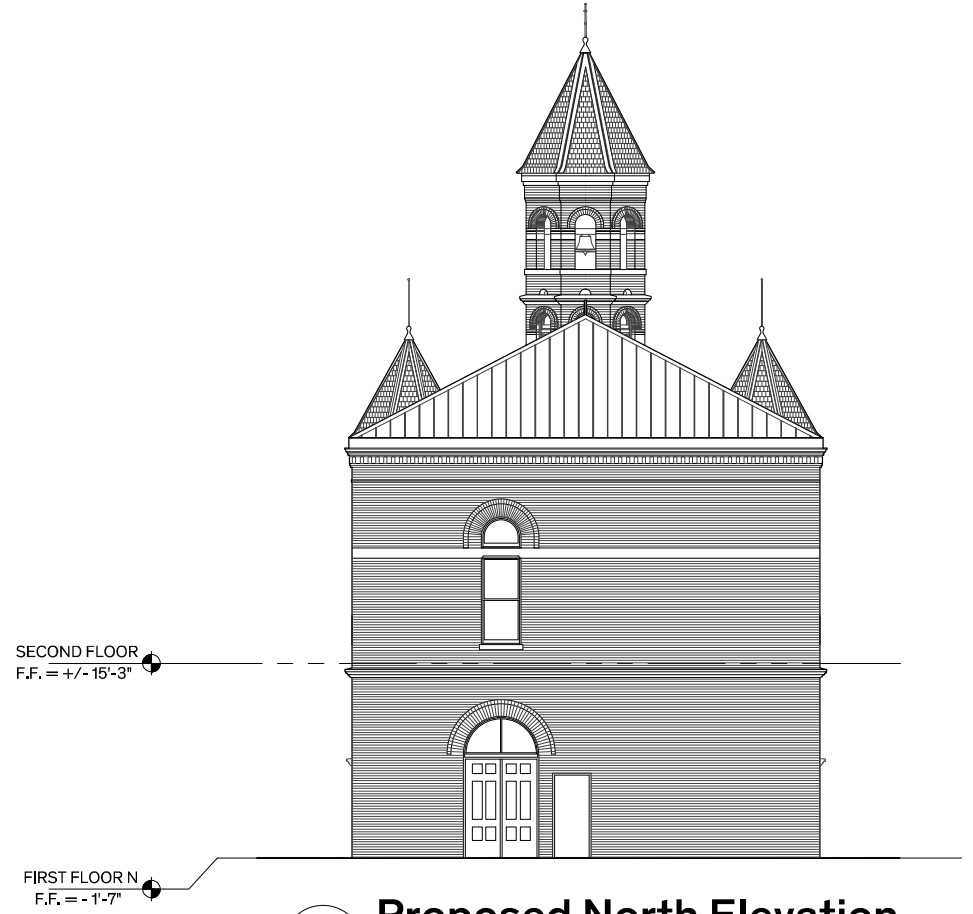 SECOND FLOOR
F.F. = +/- 15'-3"
FIRST FLOOR N
F.F. = - 1'-7"
Proposed North Elevation